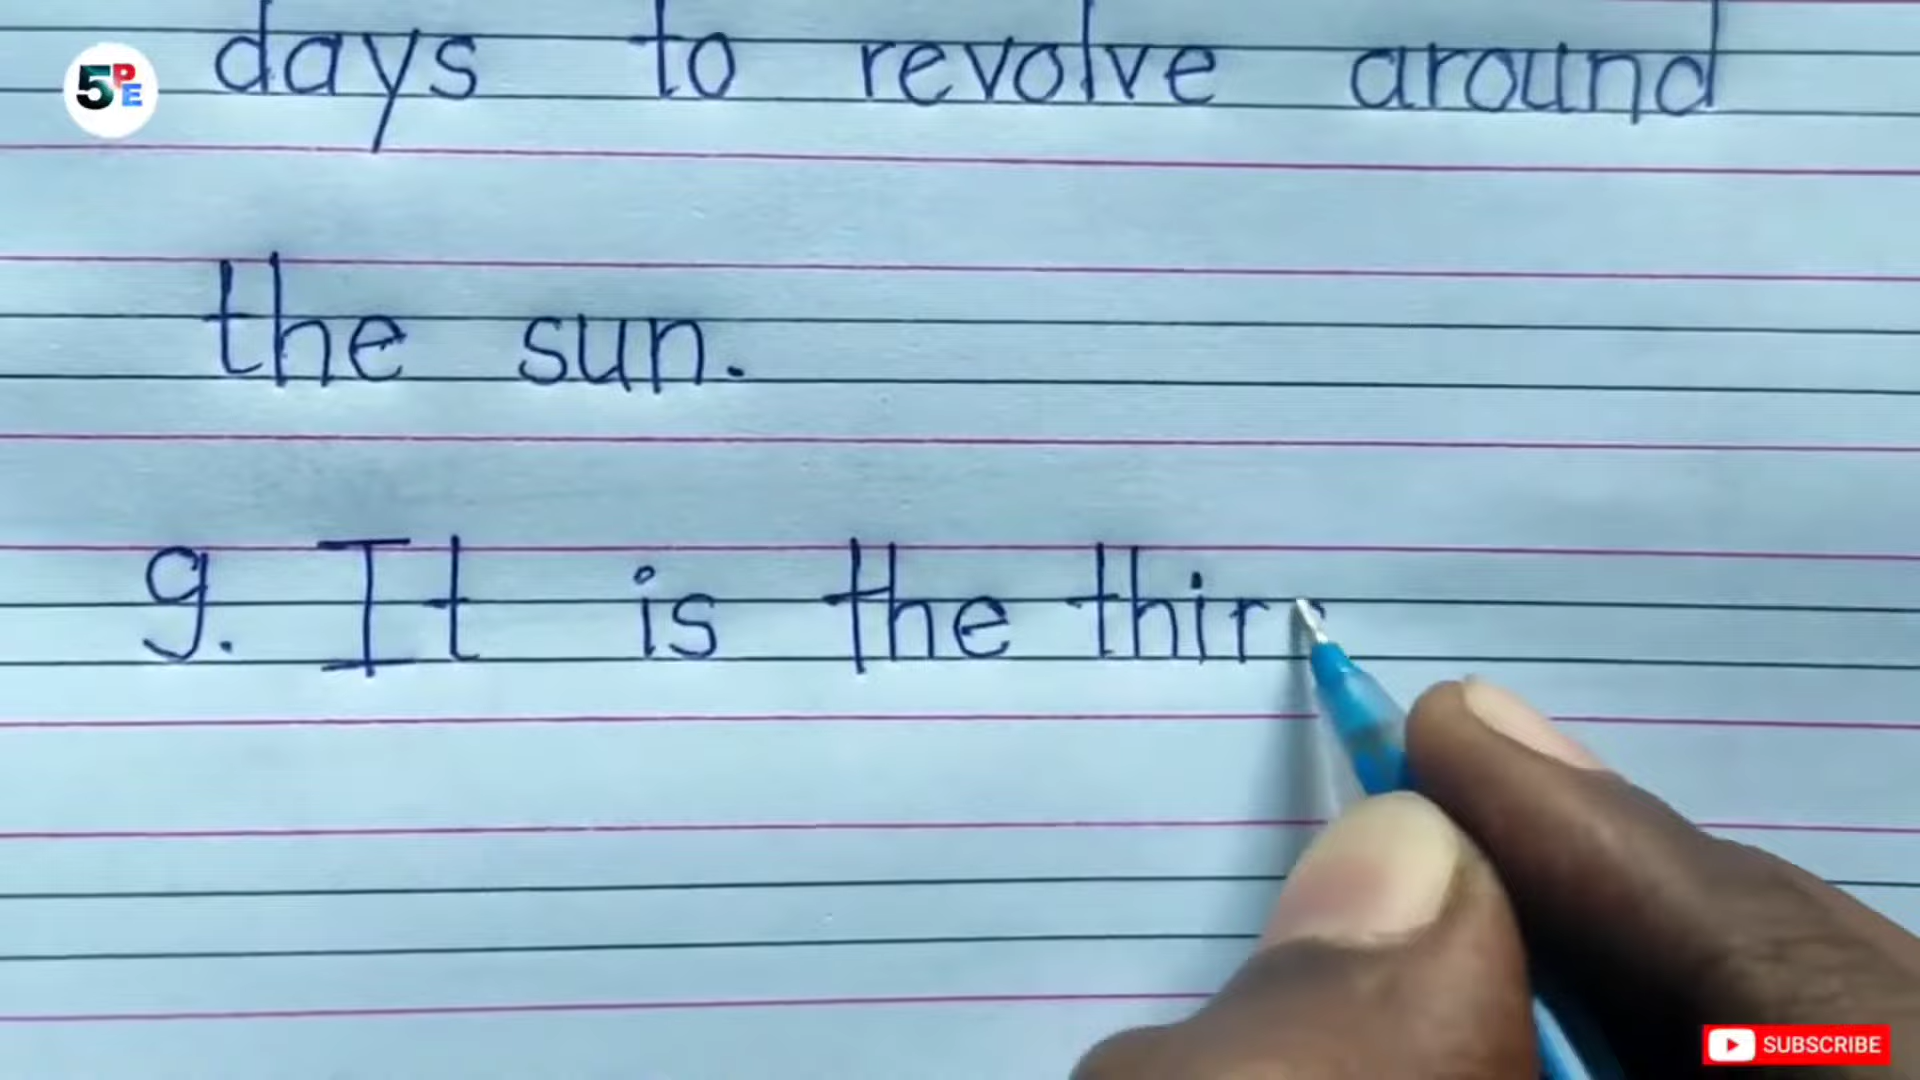 5PE
days to revolve around
the sun.
9. It is the thir
SUBSCRIBE